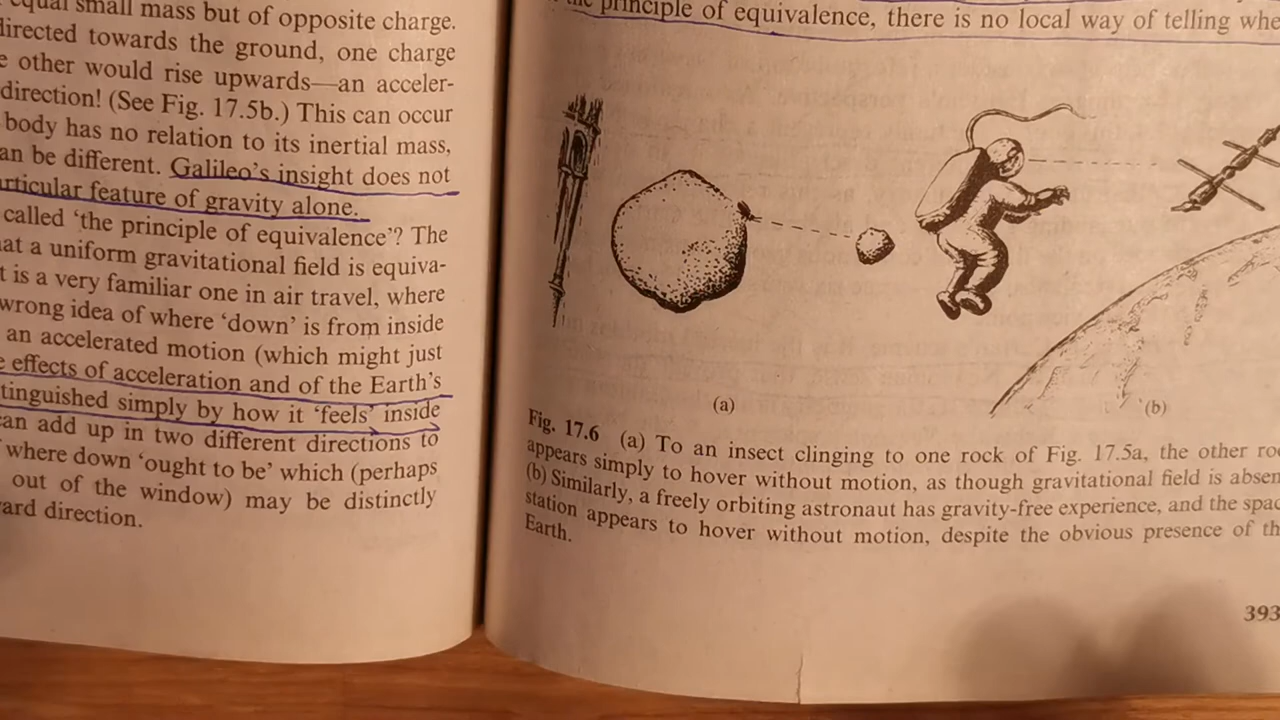 equal small mass but of opposite charge.
directed towards the ground, one charge
other would rise upwards—an acceler-
direction! (See Fig. 17.5b.) This can occur
body has no relation to its inertial mass,
can be different. Galileo's insight does not
particular feature of gravity alone.
called ‘the principle of equivalence’? The
that a uniform gravitational field is equiva-
is a very familiar one in air travel, where
wrong idea of where ‘down’ is from inside
an accelerated motion (which might just
effects of acceleration and of the Earth's
tinguished simply by how it ‘feels’ inside
can add up in two different directions to
where down ‘ought to be’ which (perhaps
out of the window) may be distinctly
ard direction.
the principle of equivalence, there is no local way of telling whe
(a)
(b)
Fig. 17.6 (a) To an insect clinging to one rock of Fig. 17.5a, the other ro
appears simply to hover without motion, as though gravitational field is absen
(b) Similarly, a freely orbiting astronaut has gravity-free experience, and the spac
station appears to hover without motion, despite the obvious presence of th
Earth.
393